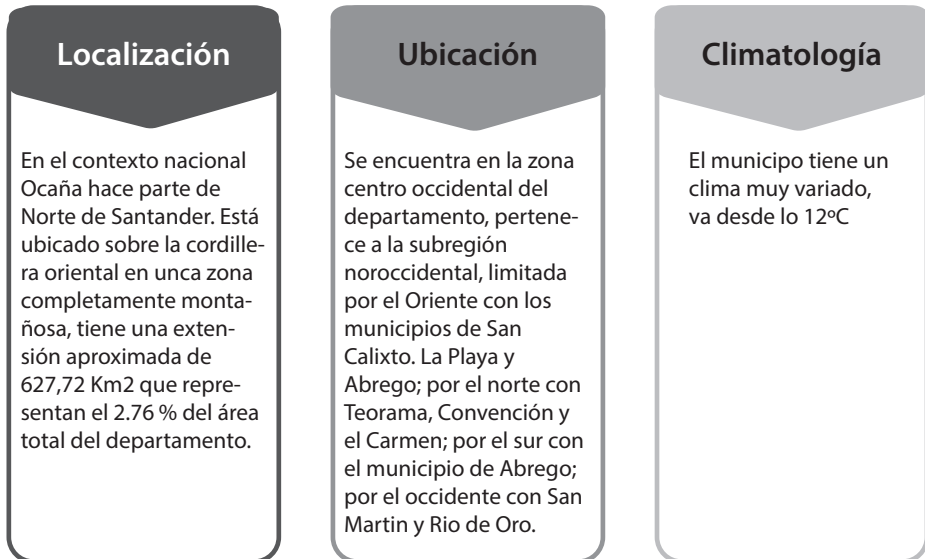 Localización
En el contexto nacional
Ocaña hace parte de
Norte de Santander. Está
ubicado sobre la cordille-
ra oriental en unca zona
completamente monta-
ñosa, tiene una exten-
sión aproximada de
627,72 Km2 que repre-
sentan el 2.76 % del área
total del departamento.
Ubicación
Se encuentra en la zona
centro occidental del
departamento, pertene-
ce a la subregión
noroccidental, limitada
por el Oriente con los
municipios de San
Calixto. La Playa y
Abrego; por el norte con
Teorama, Convención y
el Carmen; por el sur con
el municipio de Abrego;
por el occidente con San
Martin y Rio de Oro.
Climatología
El municipo tiene un
clima muy variado,
va desde lo 12ºC